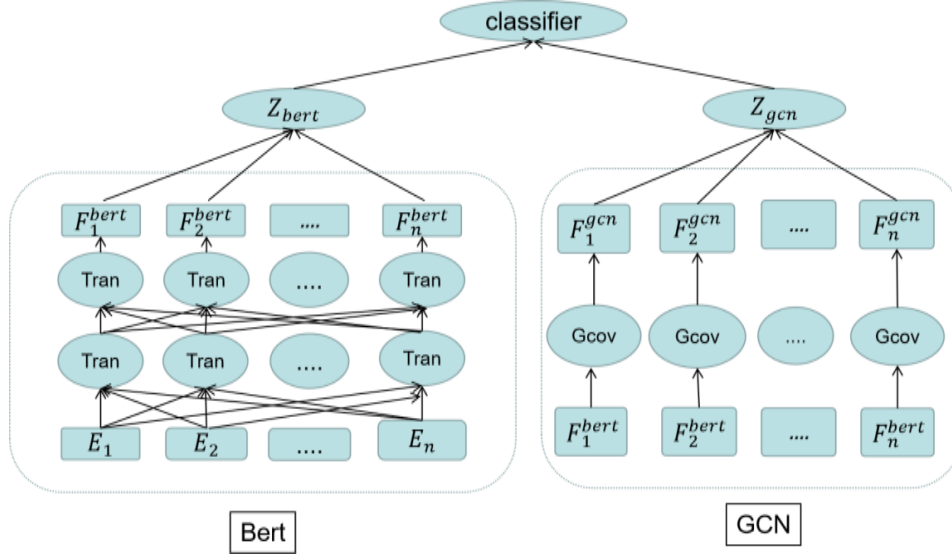 classifier
Z_bert Z_gcn
F_1^bert F_2^bert .... F_n^bert
F_1^gcn F_2^gcn .... F_n^gcn
Tran Tran .... Tran
Gcov Gcov .... Gcov
Tran Tran .... Tran
E_1 E_2 .... E_n
F_1^bert F_2^bert .... F_n^bert
Bert GCN